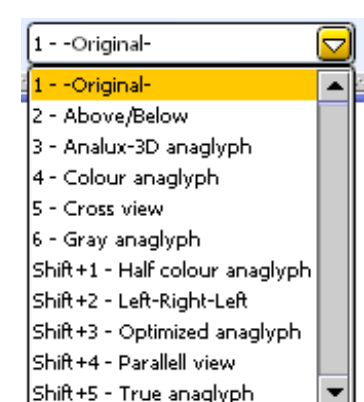 1 - -Original-
1 - -Original-
2 - Above/Below
3 - Analux-3D anaglyph
4 - Colour anaglyph
5 - Cross view
6 - Gray anaglyph
Shift+1 - Half colour anaglyph
Shift+2 - Left-Right-Left
Shift+3 - Optimized anaglyph
Shift+4 - Parallell view
Shift+5 - True anaglyph